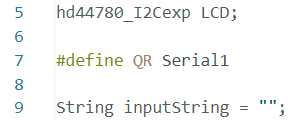 5 hd44780_I2Cexp LCD;
6
7 #define QR Serial1
8
9 String inputString = "";